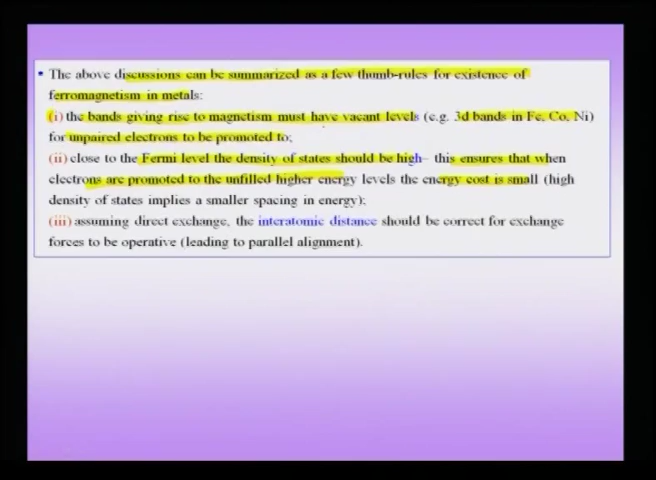 • The above discussions can be summarized as a few thumb-rules for existence of
ferromagnetism in metals:
(i) the bands giving rise to magnetism must have vacant levels (e.g. 3d bands in Fe, Co, Ni)
for unpaired electrons to be promoted to;
(ii) close to the Fermi level the density of states should be high– this ensures that when
electrons are promoted to the unfilled higher energy levels the energy cost is small (high
density of states implies a smaller spacing in energy);
(iii) assuming direct exchange, the interatomic distance should be correct for exchange
forces to be operative (leading to parallel alignment).